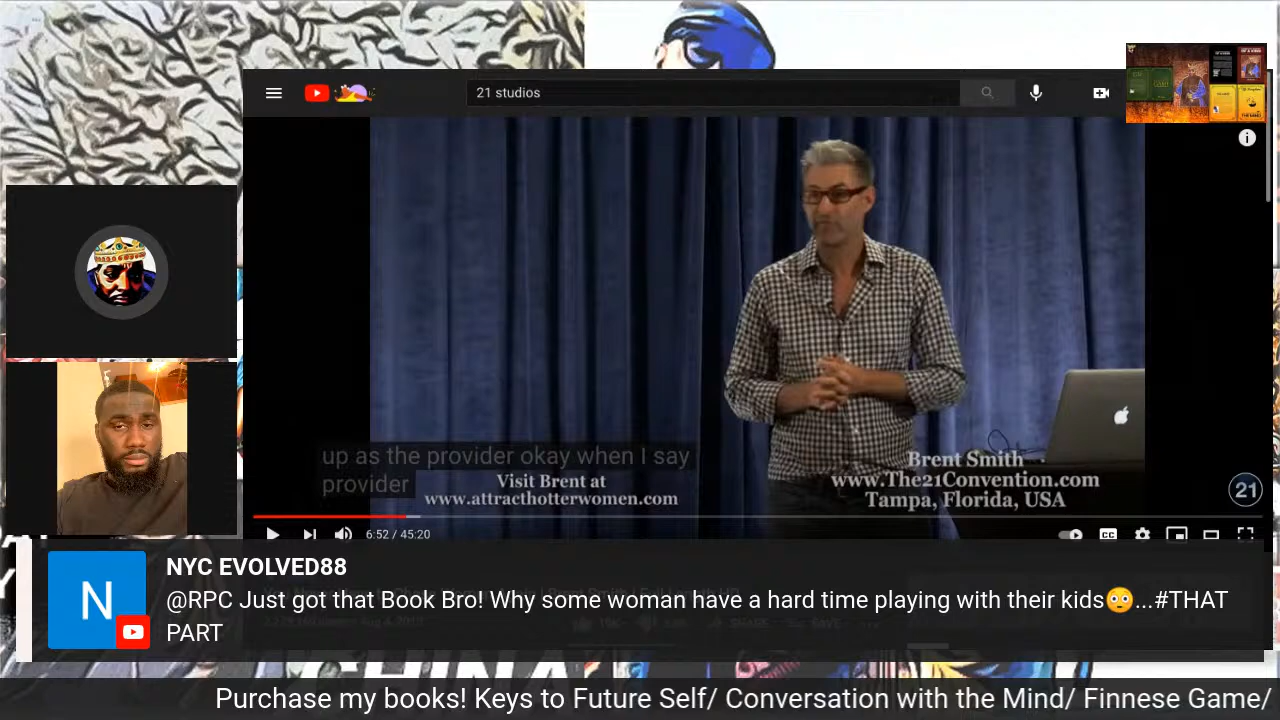 21 studios
up as the provider okay when I say
provider
Visit Brent at
www.attracthotterwomen.com
Brent Smith
www.The21Convention.com
Tampa, Florida, USA
21
6:52 / 45:20
CC
N
NYC EVOLVED88
@RPC Just got that Book Bro! Why some woman have a hard time playing with their kids😳...#THAT
PART
CHINA
Purchase my books! Keys to Future Self/ Conversation with the Mind/ Finnese Game/